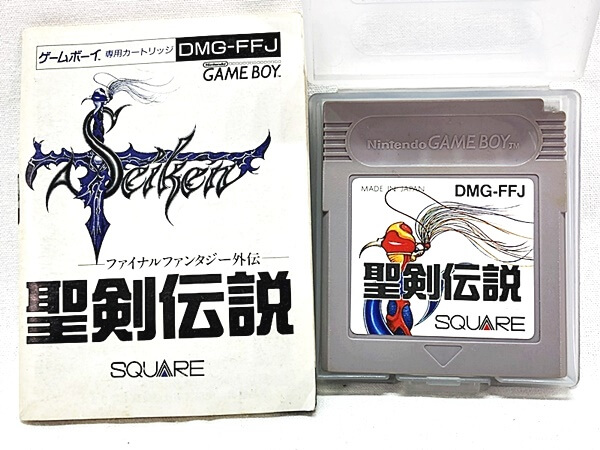 ゲームボーイ 専用カートリッジ DMG-FFJ
Nintendo
GAME BOY
Seiken
ファイナルファンタジー外伝
聖剣伝説
SQUARE
Nintendo GAME BOY TM
MADE IN JAPAN DMG-FFJ
聖剣伝説
SQUARE